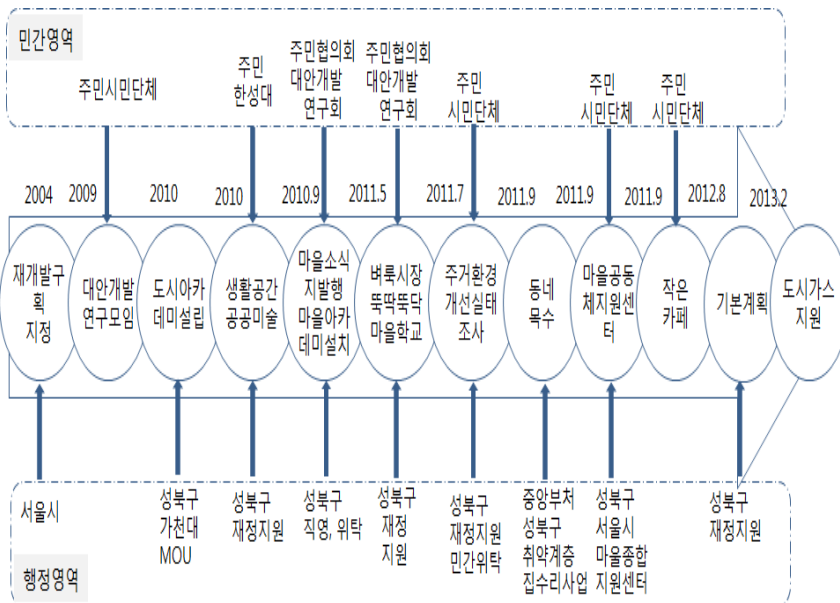 민간영역
주민시민단체
주민
한성대
주민협의회
대안개발
연구회
주민협의회
대안개발
연구회
주민
시민단체
주민
시민단체
주민
시민단체
2004
2009
2010
2010
2010.9
2011.5
2011.7
2011.9
2011.9
2011.9
2012.8
2013.2
재개발구
획
지정
대안개발
연구모임
도시아카
데미설립
생활공간
공공미술
마을소식
지발행
마을아카
데미설치
벼룩시장
뚝딱뚝닥
마을학교
주거환경
개선실태
조사
동네
목수
마을공동
체지원센
터
작은
카페
기본계획
도시가스
지원
서울시
성북구
가천대
MOU
성북구
재정지원
성북구
직영, 위탁
성북구
재정
지원
성북구
재정지원
민간위탁
중앙부처
성북구
취약계층
집수리사업
성북구
서울시
마을종합
지원센터
성북구
재정지원
행정영역